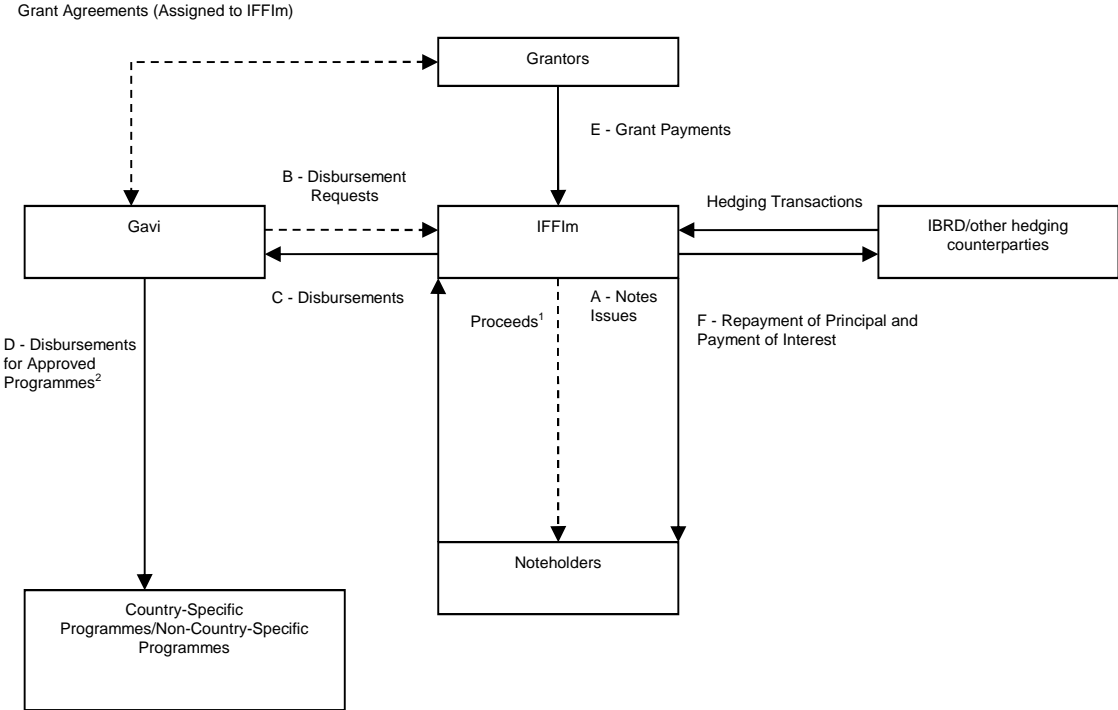 Grant Agreements (Assigned to IFFIm)
Grantors
E - Grant Payments
B - Disbursement
Requests
Hedging Transactions
Gavi
IFFIm
IBRD/other hedging
counterparties
C - Disbursements
A - Notes
Issues
Proceeds¹
F - Repayment of Principal and
Payment of Interest
D - Disbursements
for Approved
Programmes²
Noteholders
Country-Specific
Programmes/Non-Country-Specific
Programmes